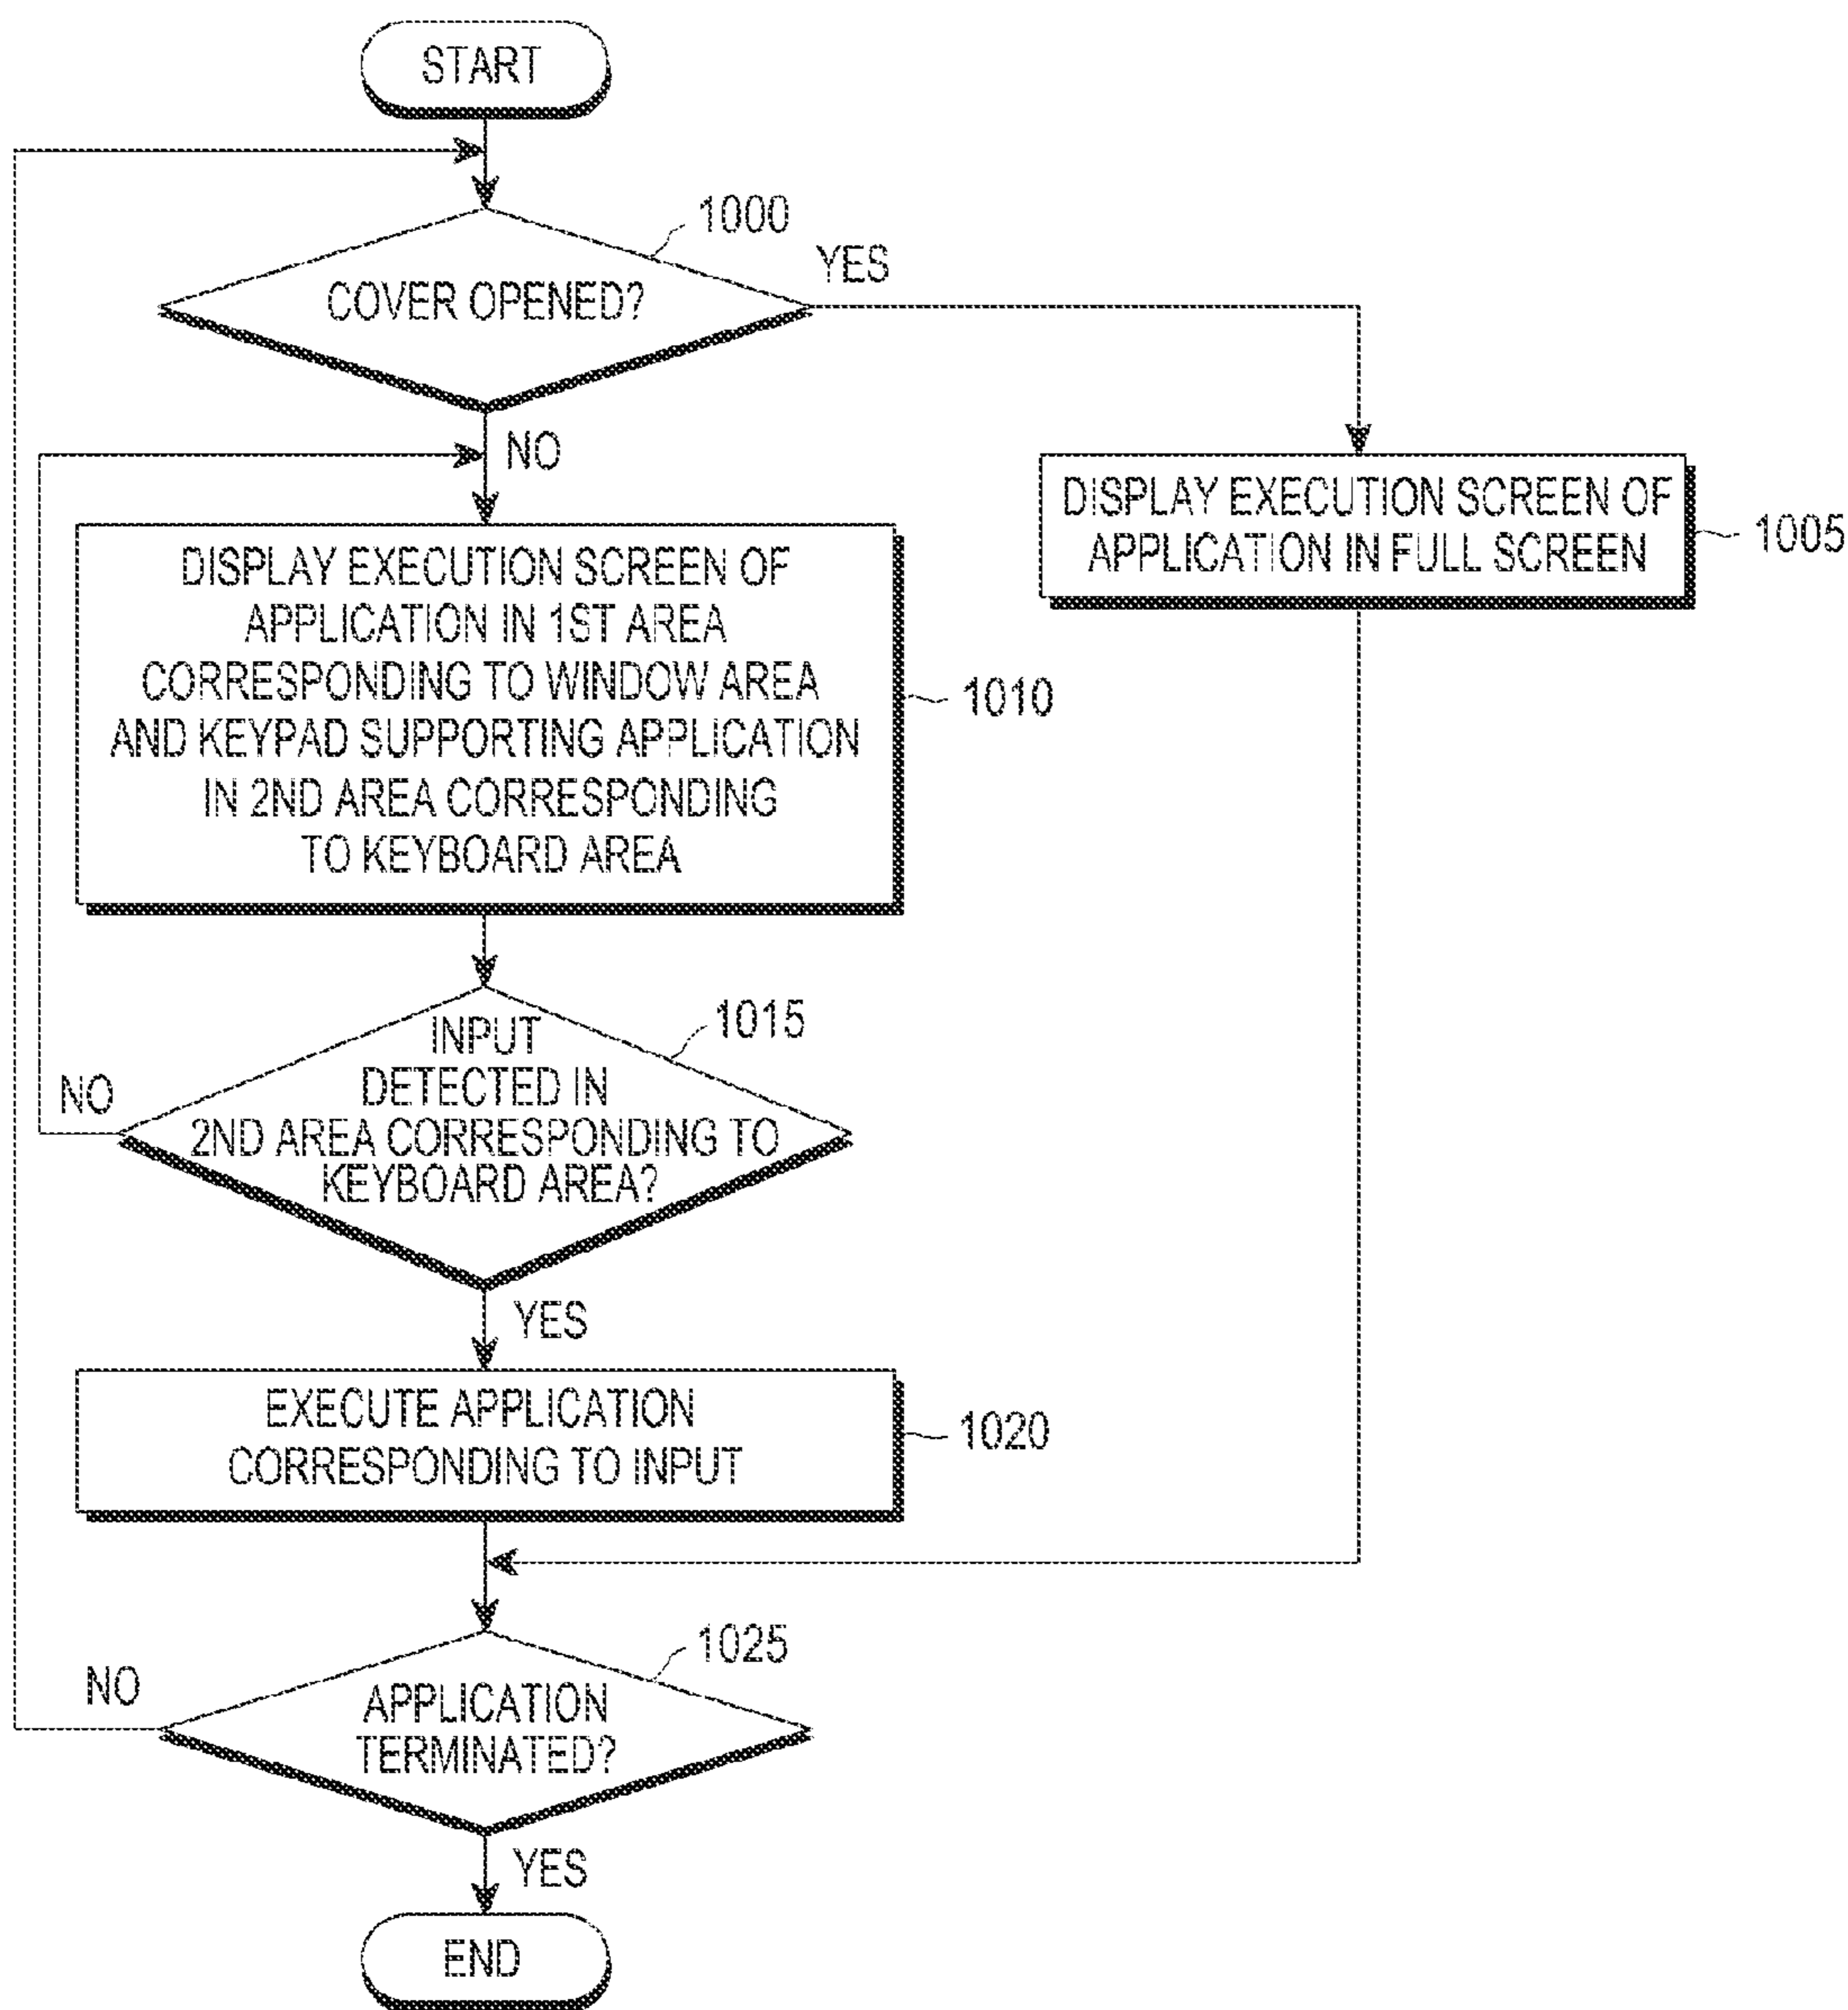 START
1000
COVER OPENED?
YES
NO
DISPLAY EXECUTION SCREEN OF
APPLICATION IN FULL SCREEN
1005
DISPLAY EXECUTION SCREEN OF
APPLICATION IN 1ST AREA
CORRESPONDING TO WINDOW AREA
AND KEYPAD SUPPORTING APPLICATION
IN 2ND AREA CORRESPONDING
TO KEYBOARD AREA
1010
INPUT
DETECTED IN
2ND AREA CORRESPONDING TO
KEYBOARD AREA?
1015
NO
YES
EXECUTE APPLICATION
CORRESPONDING TO INPUT
1020
1025
NO
APPLICATION
TERMINATED?
YES
END